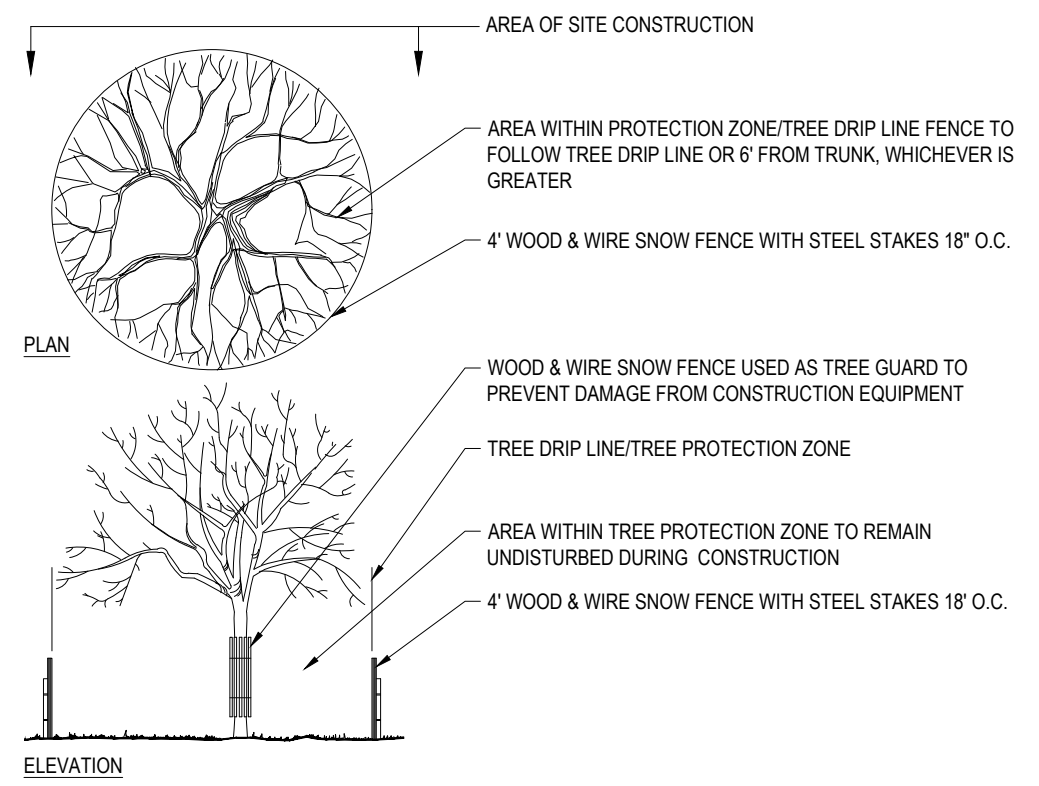 AREA OF SITE CONSTRUCTION
AREA WITHIN PROTECTION ZONE/TREE DRIP LINE FENCE TO
FOLLOW TREE DRIP LINE OR 6' FROM TRUNK, WHICHEVER IS
GREATER
4' WOOD & WIRE SNOW FENCE WITH STEEL STAKES 18" O.C.
PLAN
WOOD & WIRE SNOW FENCE USED AS TREE GUARD TO
PREVENT DAMAGE FROM CONSTRUCTION EQUIPMENT
TREE DRIP LINE/TREE PROTECTION ZONE
AREA WITHIN TREE PROTECTION ZONE TO REMAIN
UNDISTURBED DURING CONSTRUCTION
4' WOOD & WIRE SNOW FENCE WITH STEEL STAKES 18' O.C.
ELEVATION